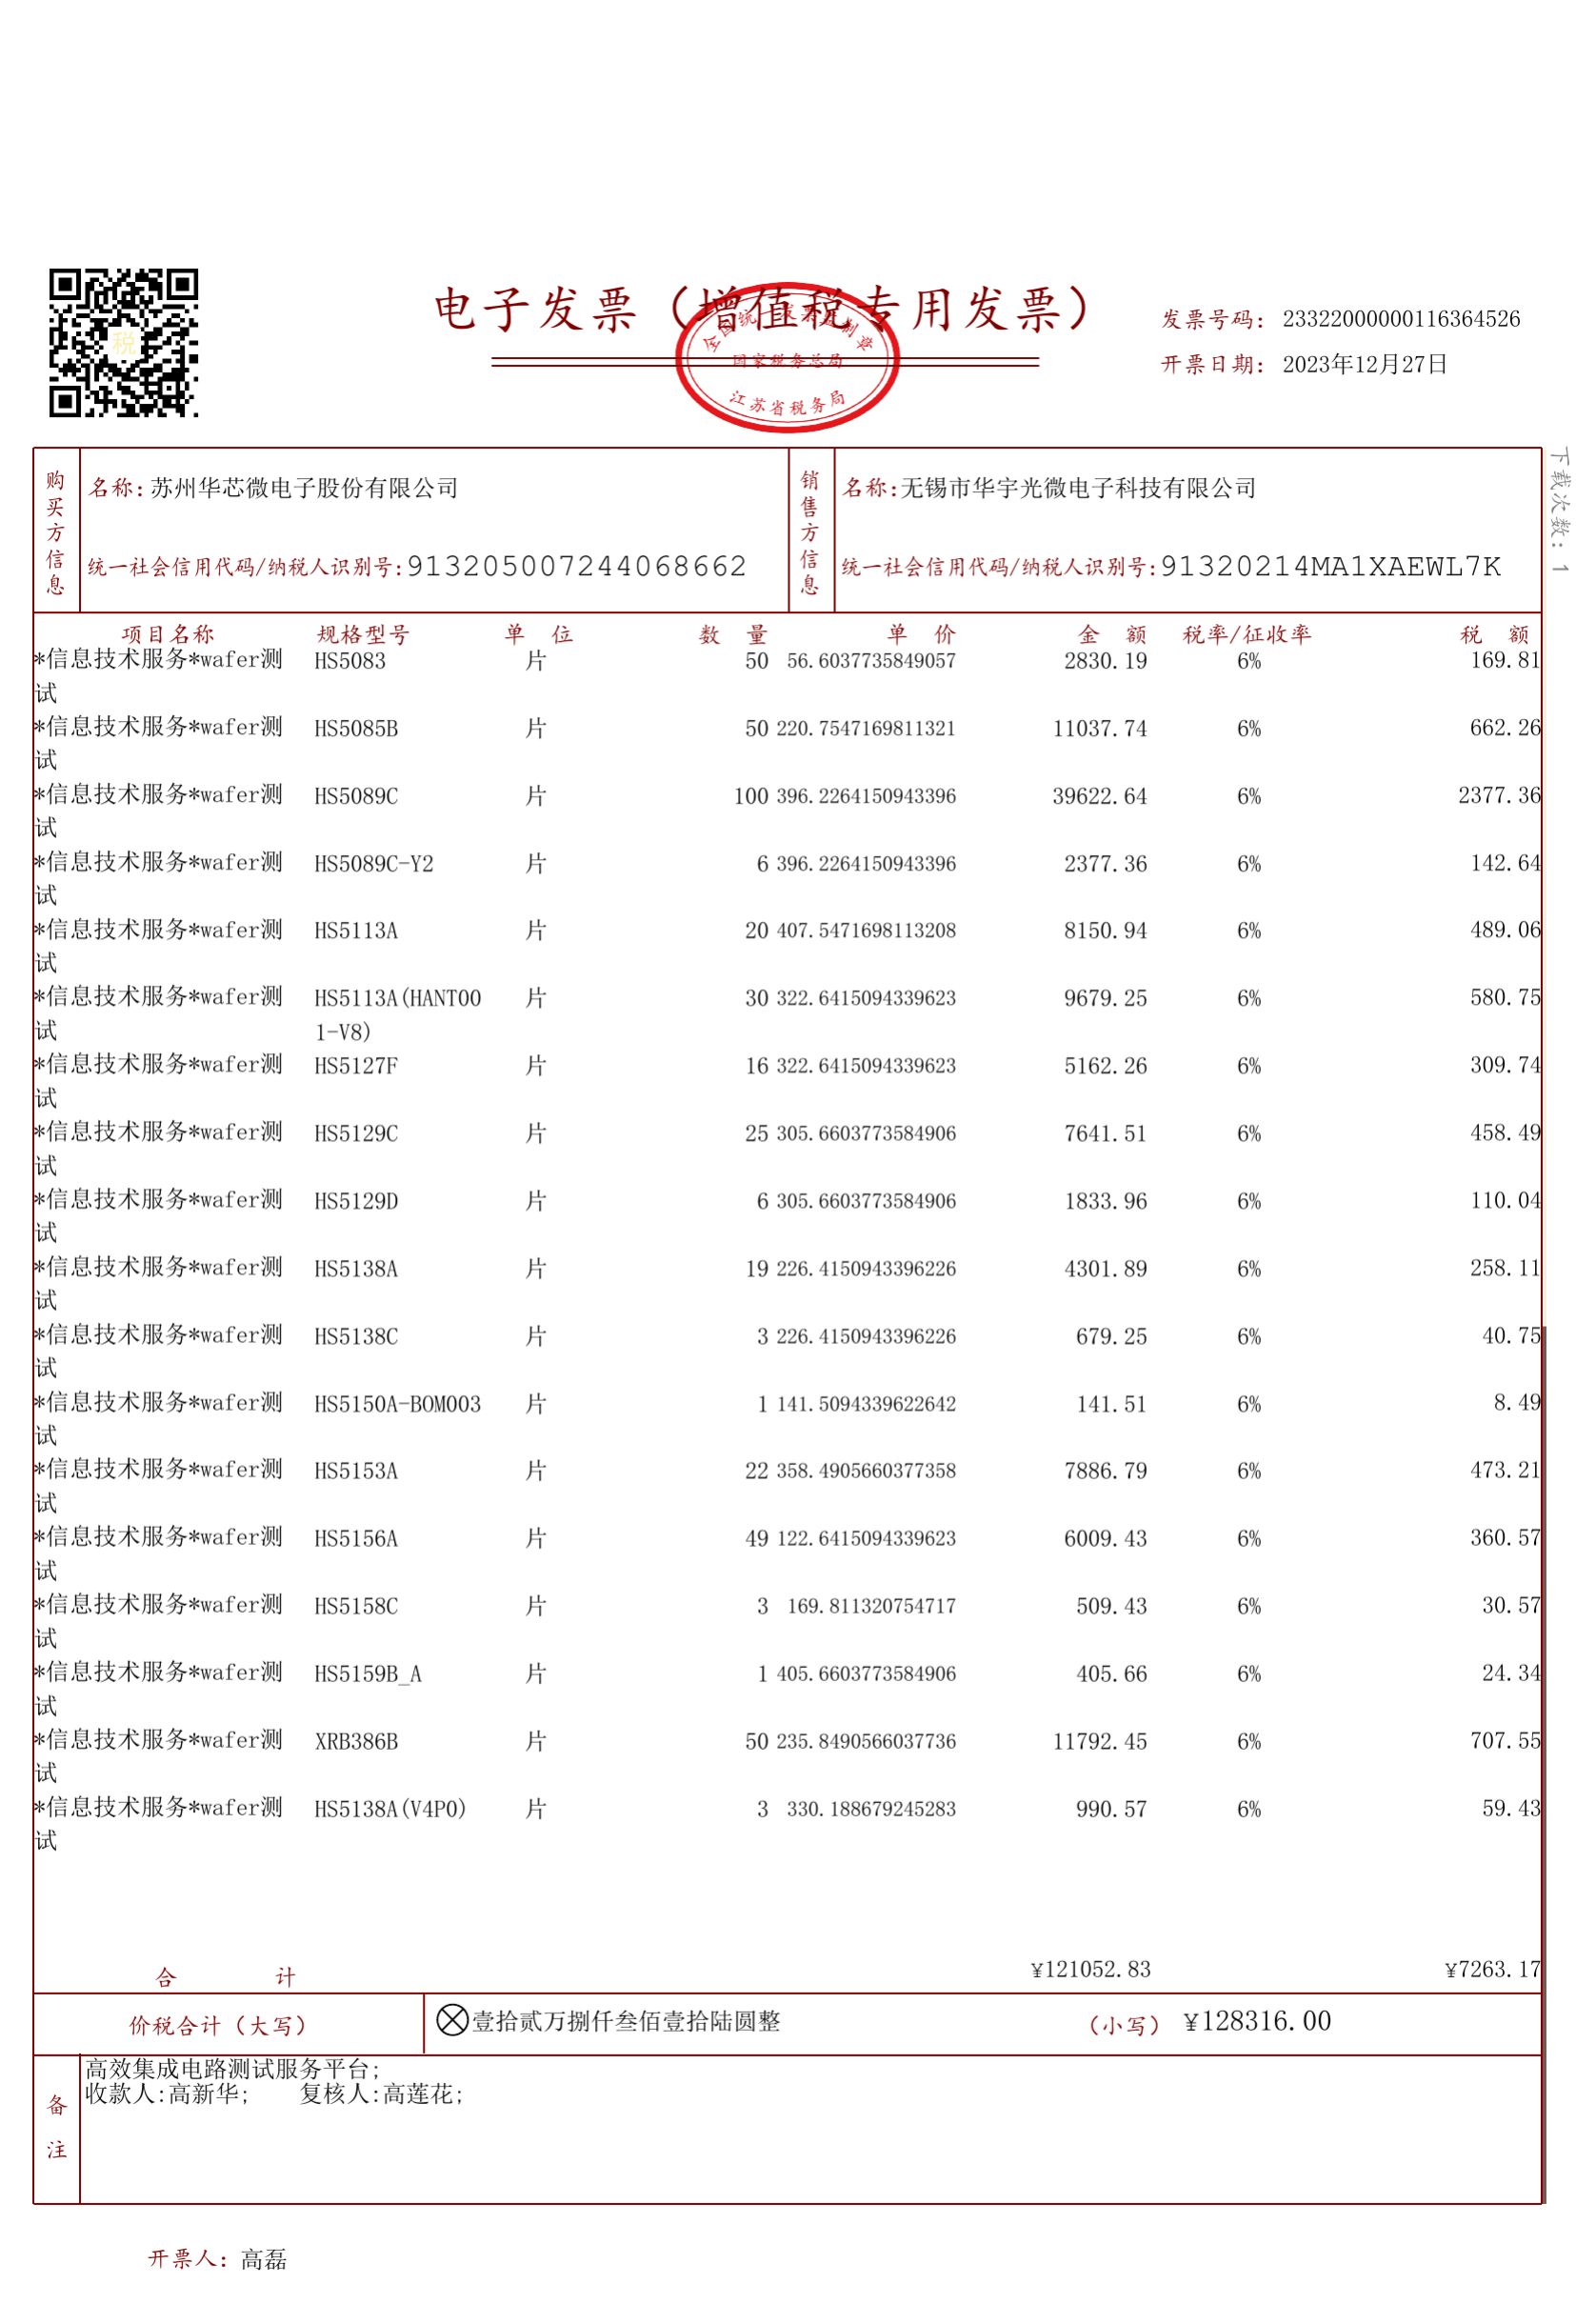 电子发票（增值税专用发票）
全国统一发票监制章
国家税务总局
江苏省税务局
税
发票号码： 23322000000116364526
开票日期： 2023年12月27日
下载次数：1
购买方信息
名称：苏州华芯微电子股份有限公司
统一社会信用代码/纳税人识别号：913205007244068662
销售方信息
名称：无锡市华宇光微电子科技有限公司
统一社会信用代码/纳税人识别号：91320214MA1XAEWL7K
项目名称 规格型号 单 位 数 量 单 价 金 额 税率/征收率 税 额
*信息技术服务*wafer测 HS5083 片 50 56.6037735849057 2830.19 6% 169.81
试
*信息技术服务*wafer测 HS5085B 片 50 220.7547169811321 11037.74 6% 662.26
试
*信息技术服务*wafer测 HS5089C 片 100 396.2264150943396 39622.64 6% 2377.36
试
*信息技术服务*wafer测 HS5089C-Y2 片 6 396.2264150943396 2377.36 6% 142.64
试
*信息技术服务*wafer测 HS5113A 片 20 407.5471698113208 8150.94 6% 489.06
试
*信息技术服务*wafer测 HS5113A(HANT00 片 30 322.6415094339623 9679.25 6% 580.75
试 1-V8)
*信息技术服务*wafer测 HS5127F 片 16 322.6415094339623 5162.26 6% 309.74
试
*信息技术服务*wafer测 HS5129C 片 25 305.6603773584906 7641.51 6% 458.49
试
*信息技术服务*wafer测 HS5129D 片 6 305.6603773584906 1833.96 6% 110.04
试
*信息技术服务*wafer测 HS5138A 片 19 226.4150943396226 4301.89 6% 258.11
试
*信息技术服务*wafer测 HS5138C 片 3 226.4150943396226 679.25 6% 40.75
试
*信息技术服务*wafer测 HS5150A-BOM003 片 1 141.5094339622642 141.51 6% 8.49
试
*信息技术服务*wafer测 HS5153A 片 22 358.4905660377358 7886.79 6% 473.21
试
*信息技术服务*wafer测 HS5156A 片 49 122.6415094339623 6009.43 6% 360.57
试
*信息技术服务*wafer测 HS5158C 片 3 169.811320754717 509.43 6% 30.57
试
*信息技术服务*wafer测 HS5159B_A 片 1 405.6603773584906 405.66 6% 24.34
试
*信息技术服务*wafer测 XRB386B 片 50 235.8490566037736 11792.45 6% 707.55
试
*信息技术服务*wafer测 HS5138A(V4P0) 片 3 330.188679245283 990.57 6% 59.43
试
合 计 ¥121052.83 ¥7263.17
价税合计（大写） 壹拾贰万捌仟叁佰壹拾陆圆整 （小写） ¥128316.00
备注
高效集成电路测试服务平台;
收款人:高新华; 复核人:高莲花;
开票人：高磊